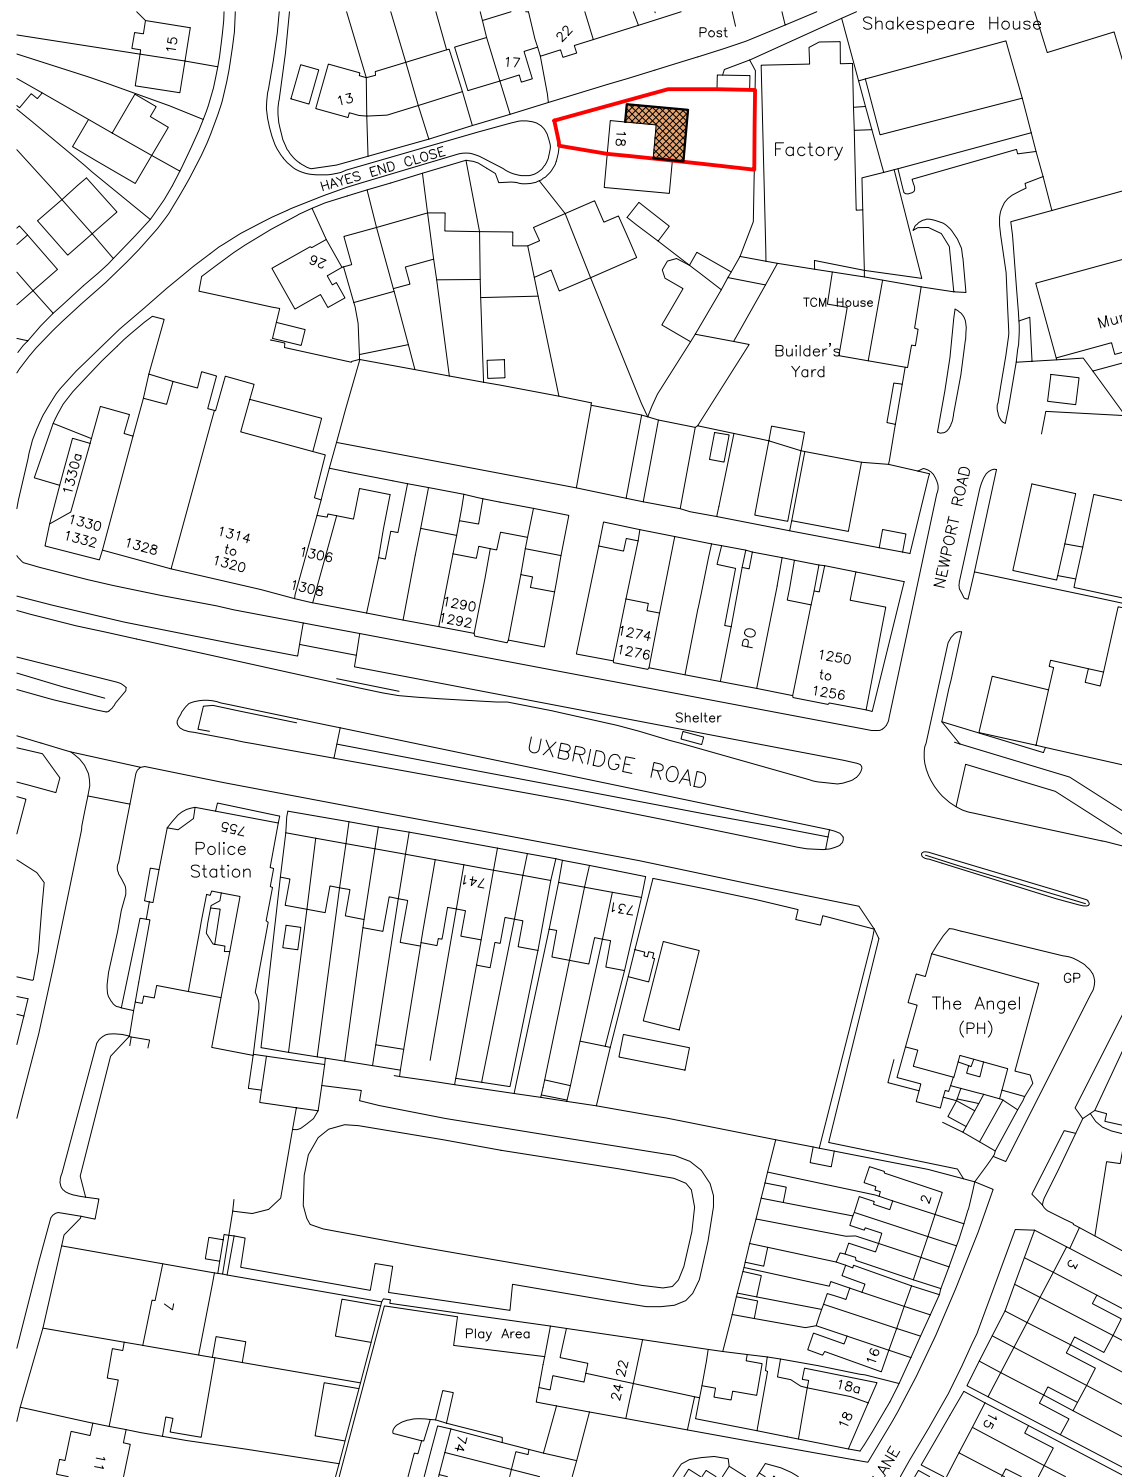 Shakespeare House
Post
22
15
17
13
18
Factory
HAYES END CLOSE
26
TCM House
Mur
Builder's
Yard
1330a
NEWPORT ROAD
1330
1332
1328
1314
to
1320
1306
1308
1290
1292
1274
1276
PO
1250
to
1256
Shelter
UXBRIDGE ROAD
755
Police
Station
741
731
GP
The Angel
(PH)
2
3
7
Play Area
16
22
24
18a
18
15
74
11
ANE